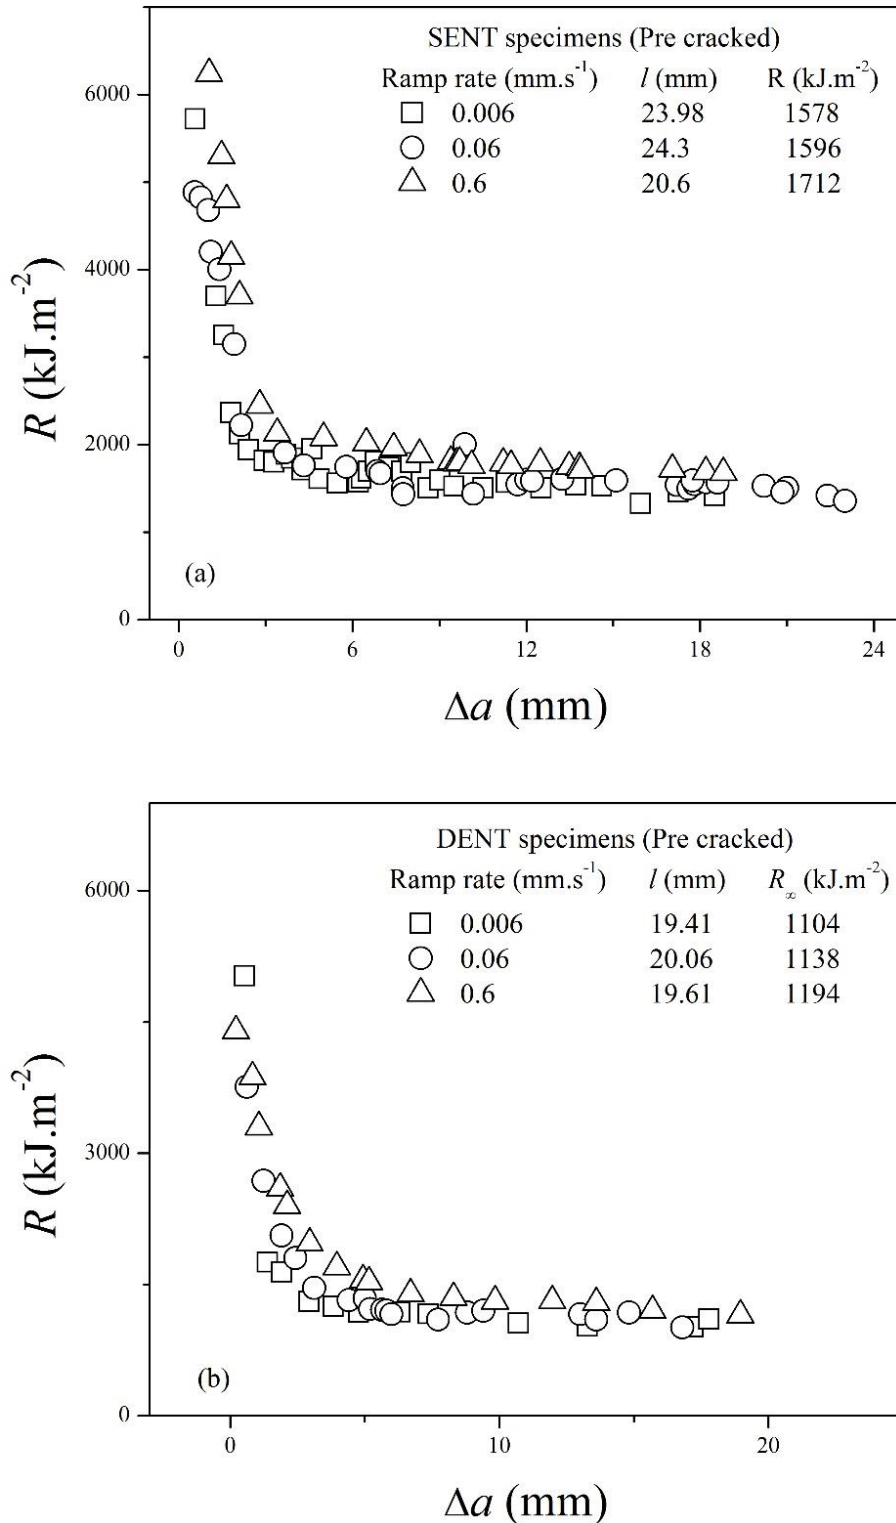 SENT specimens (Pre cracked)
Ramp rate (mm.s⁻¹) l (mm) R (kJ.m⁻²)
0.006 23.98 1578
0.06 24.3 1596
0.6 20.6 1712
6000
4000
2000
0
R (kJ.m⁻²)
(a)
0 6 12 18 24
Δa (mm)
DENT specimens (Pre cracked)
Ramp rate (mm.s⁻¹) l (mm) R∞ (kJ.m⁻²)
0.006 19.41 1104
0.06 20.06 1138
0.6 19.61 1194
6000
3000
0
R (kJ.m⁻²)
(b)
0 10 20
Δa (mm)